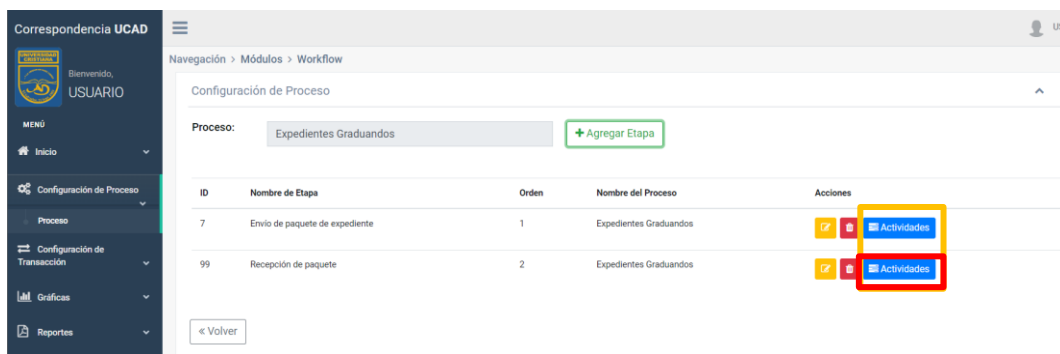 Correspondencia UCAD
UNIVERSIDAD
CRISTIANA
Bienvenido,
USUARIO
MENÚ
Inicio
Configuración de Proceso
Proceso
Configuración de
Transacción
Gráficas
Reportes
Navegación > Módulos > Workflow
Configuración de Proceso
Proceso: Expedientes Graduandos + Agregar Etapa
ID Nombre de Etapa Orden Nombre del Proceso Acciones
7 Envío de paquete de expediente 1 Expedientes Graduandos Actividades
99 Recepción de paquete 2 Expedientes Graduandos Actividades
« Volver